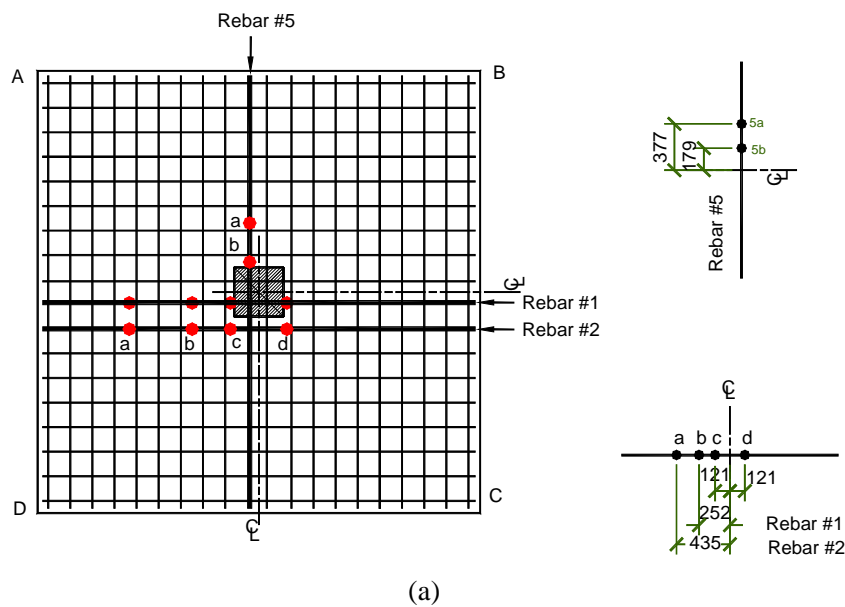 Rebar #5
A
B
a
b
℄
Rebar #1
Rebar #2
a
b
c
d
D
C
℄
5a
5b
377
179
℄
Rebar #5
℄
a
b
c
d
121
121
252
435
Rebar #1
Rebar #2
(a)